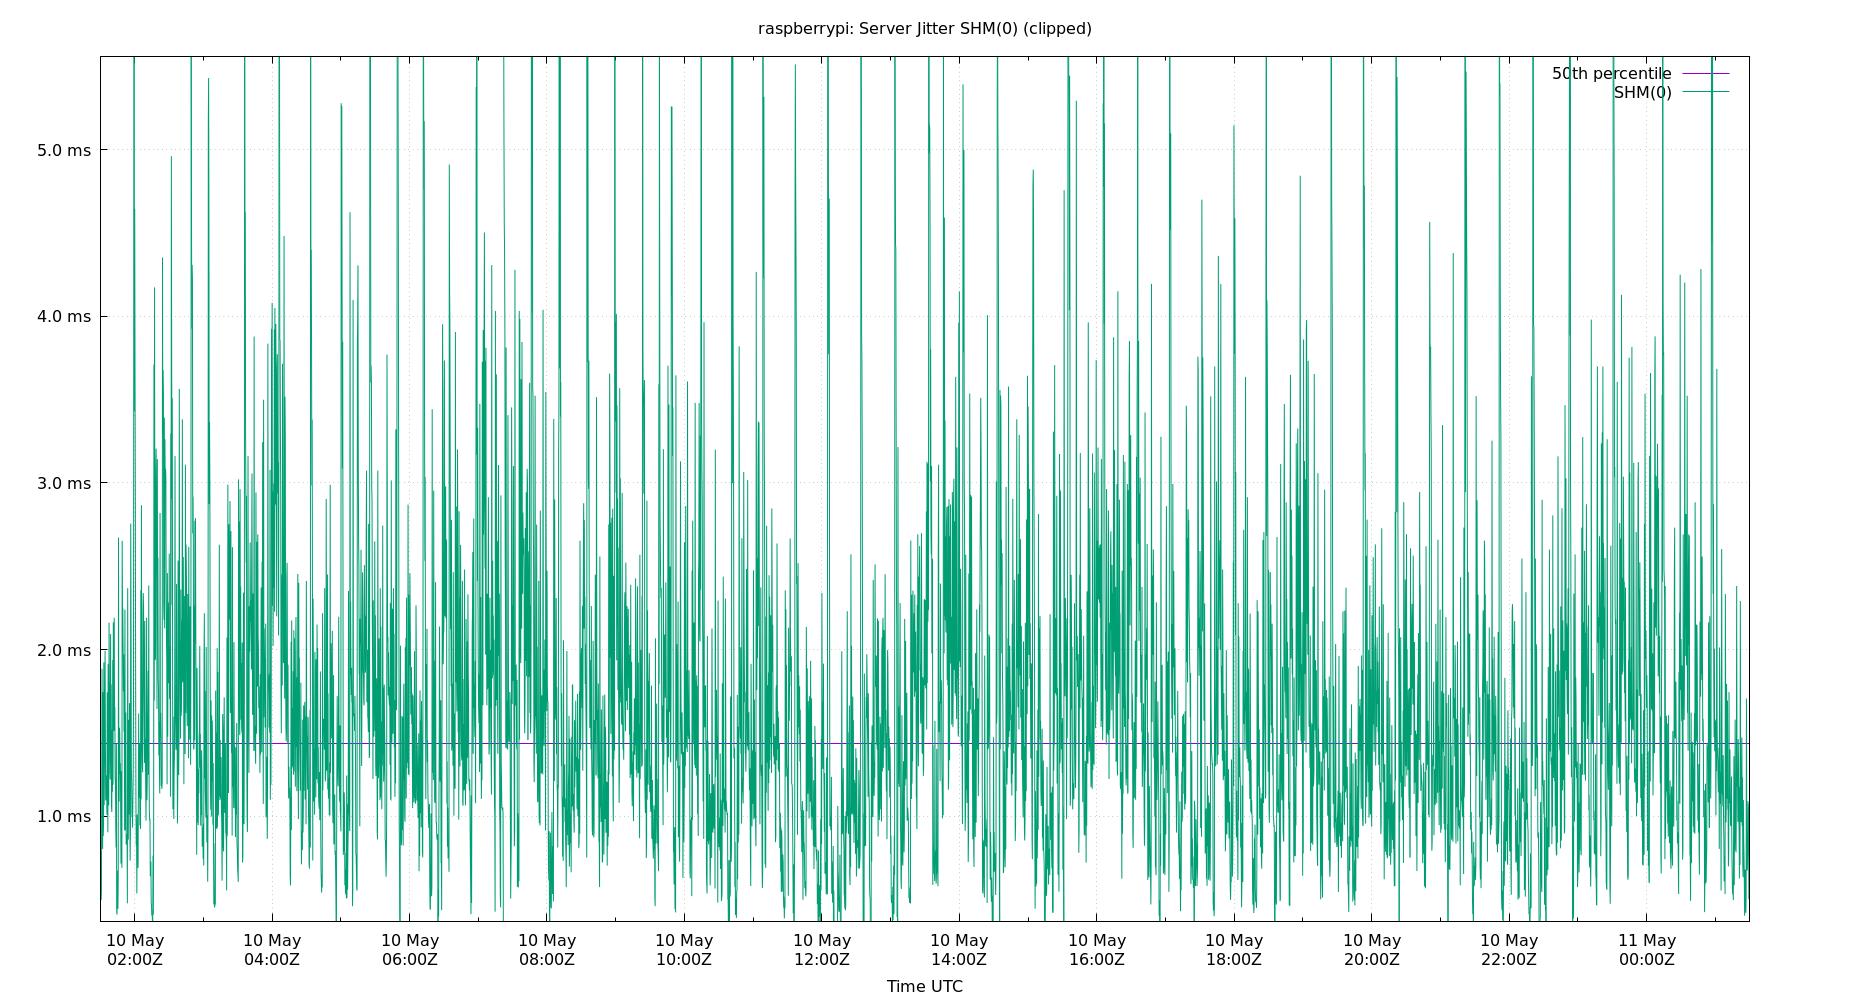 raspberrypi: Server Jitter SHM(0) (clipped)
50th percentile
SHM(0)
5.0 ms
4.0 ms
3.0 ms
2.0 ms
1.0 ms
10 May 10 May 10 May 10 May 10 May 10 May 10 May 10 May 10 May 10 May 10 May 11 May
02:00Z 04:00Z 06:00Z 08:00Z 10:00Z 12:00Z 14:00Z 16:00Z 18:00Z 20:00Z 22:00Z 00:00Z
Time UTC